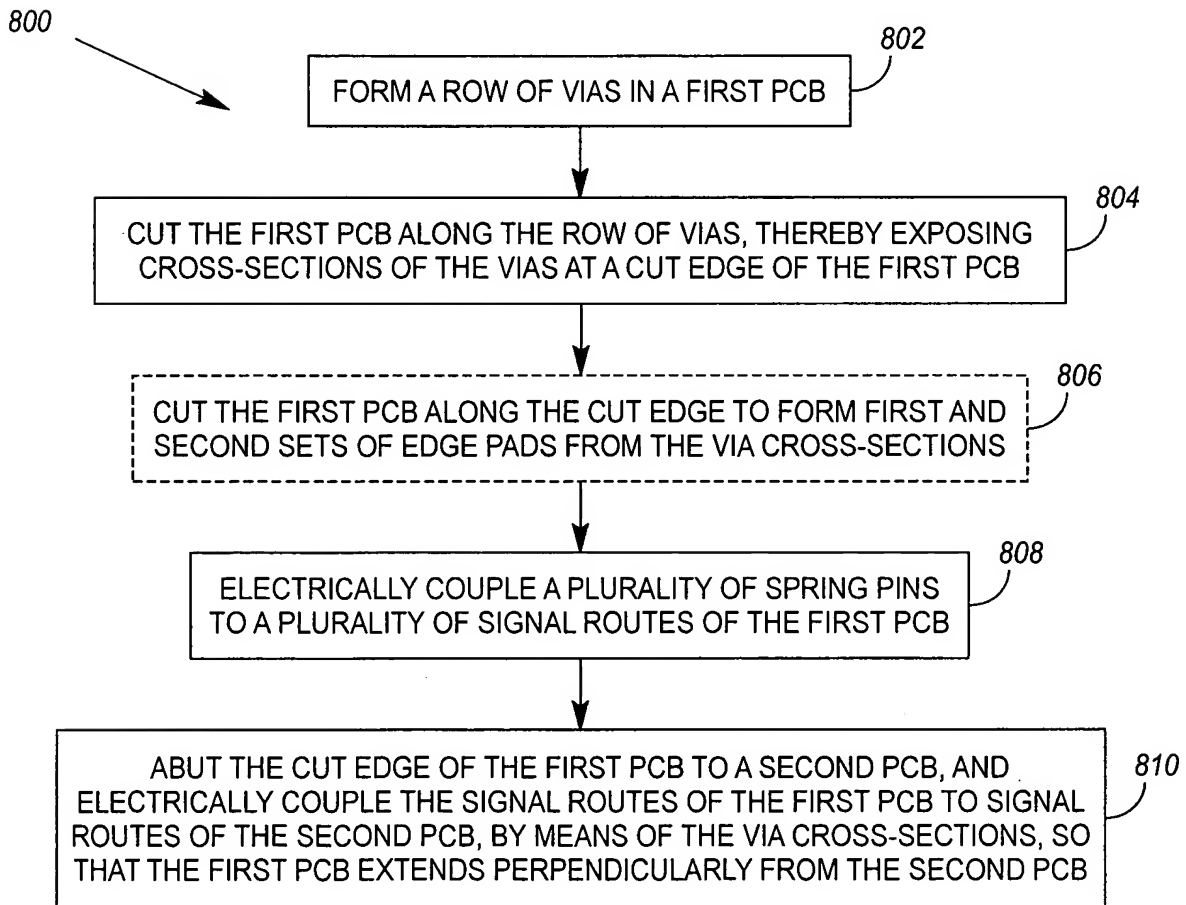 800
802
FORM A ROW OF VIAS IN A FIRST PCB
804
CUT THE FIRST PCB ALONG THE ROW OF VIAS, THEREBY EXPOSING
CROSS-SECTIONS OF THE VIAS AT A CUT EDGE OF THE FIRST PCB
806
CUT THE FIRST PCB ALONG THE CUT EDGE TO FORM FIRST AND
SECOND SETS OF EDGE PADS FROM THE VIA CROSS-SECTIONS
808
ELECTRICALLY COUPLE A PLURALITY OF SPRING PINS
TO A PLURALITY OF SIGNAL ROUTES OF THE FIRST PCB
810
ABUT THE CUT EDGE OF THE FIRST PCB TO A SECOND PCB, AND
ELECTRICALLY COUPLE THE SIGNAL ROUTES OF THE FIRST PCB TO SIGNAL
ROUTES OF THE SECOND PCB, BY MEANS OF THE VIA CROSS-SECTIONS, SO
THAT THE FIRST PCB EXTENDS PERPENDICULARLY FROM THE SECOND PCB